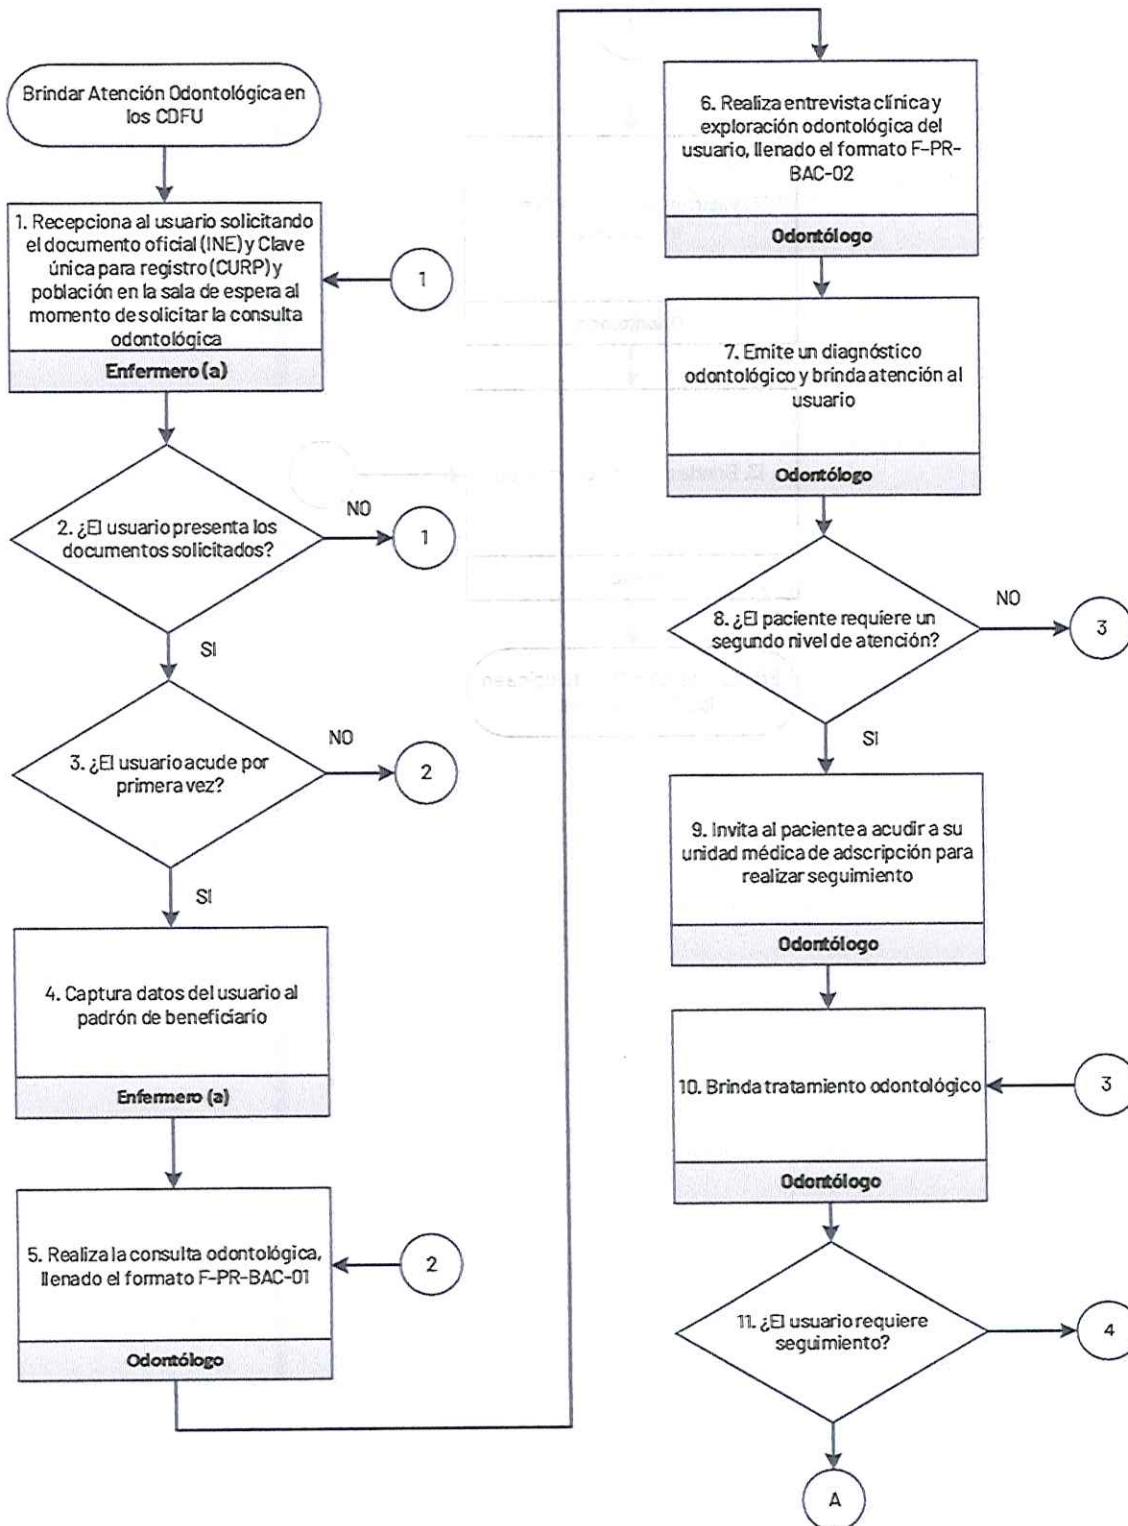 Brindar Atención Odontológica en
los CDFU
1. Recepciona al usuario solicitando
el documento oficial (INE) y Clave
única para registro (CURP) y
población en la sala de espera al
momento de solicitar la consulta
odontológica
Enfermero (a)
1
2. ¿El usuario presenta los
documentos solicitados?
NO
1
SI
3. ¿El usuario acude por
primera vez?
NO
2
SI
4. Captura datos del usuario al
padrón de beneficiario
Enfermero (a)
5. Realiza la consulta odontológica,
llenado el formato F-PR-BAC-01
Odontólogo
2
6. Realiza entrevista clínica y
exploración odontológica del
usuario, llenado el formato F-PR-
BAC-02
Odontólogo
7. Emite un diagnóstico
odontológico y brinda atención al
usuario
Odontólogo
8. ¿El paciente requiere un
segundo nivel de atención?
NO
3
SI
9. Invita al paciente a acudir a su
unidad médica de adscripción para
realizar seguimiento
Odontólogo
10. Brinda tratamiento odontológico
Odontólogo
3
11. ¿El usuario requiere
seguimiento?
4
A